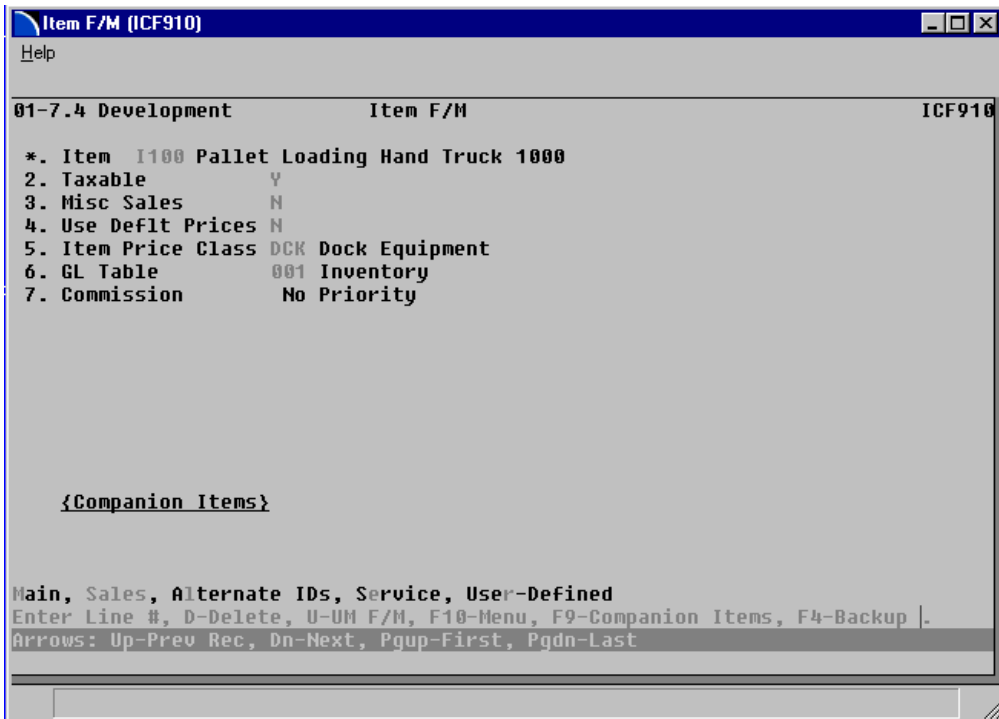 Item F/M (ICF910)
Help
01-7.4 Development Item F/M ICF910
*. Item I100 Pallet Loading Hand Truck 1000
2. Taxable Y
3. Misc Sales N
4. Use Deflt Prices N
5. Item Price Class DCK Dock Equipment
6. GL Table 001 Inventory
7. Commission No Priority
{Companion Items}
Main, Sales, Alternate IDs, Service, User-Defined
Enter Line #, D-Delete, U-UM F/M, F10-Menu, F9-Companion Items, F4-Backup .
Arrows: Up-Prev Rec, Dn-Next, Pgup-First, Pgdn-Last